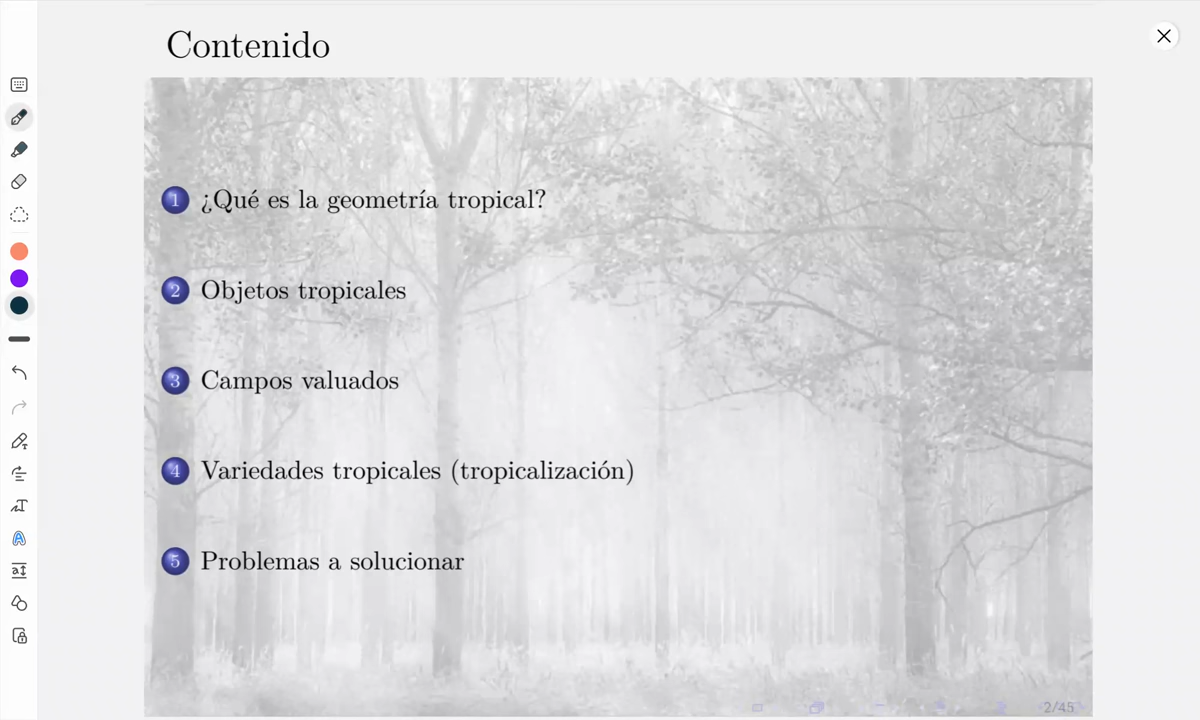 Contenido
1 ¿Qué es la geometría tropical?
2 Objetos tropicales
3 Campos valuados
4 Variedades tropicales (tropicalización)
5 Problemas a solucionar
2/45